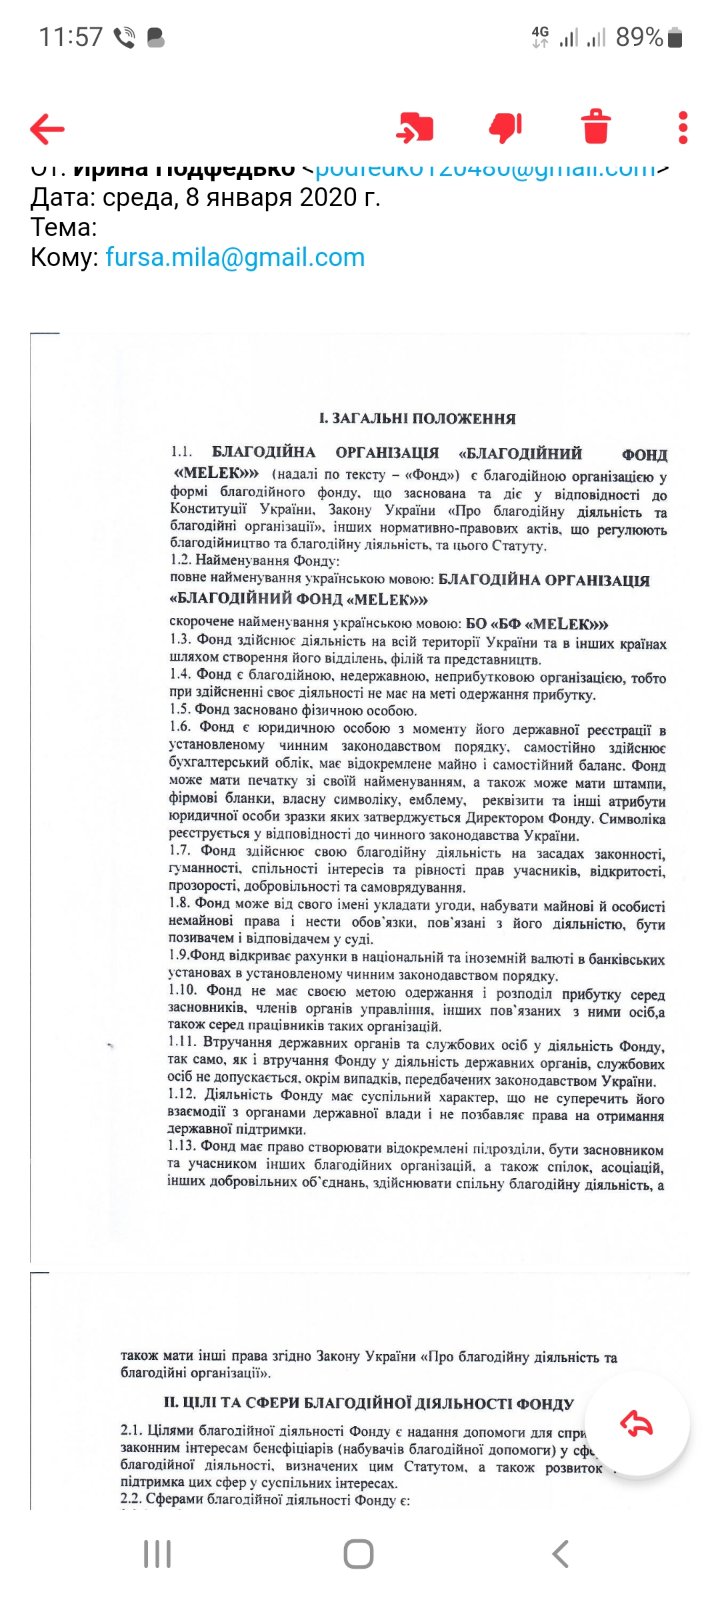 11:57
4G 89%
От: Ирина Подфедько <podfedko120480@gmail.com>
Дата: среда, 8 января 2020 г.
Тема:
Кому: fursa.mila@gmail.com
I. ЗАГАЛЬНІ ПОЛОЖЕННЯ
1.1. БЛАГОДІЙНА ОРГАНІЗАЦІЯ «БЛАГОДІЙНИЙ ФОНД
«MELEK»» (надалі по тексту – «Фонд») є благодійною організацією у
формі благодійного фонду, що заснована та діє у відповідності до
Конституції України, Закону України «Про благодійну діяльність та
благодійні організації», інших нормативно-правових актів, що регулюють
благодійництво та благодійну діяльність, та цього Статуту.
1.2. Найменування Фонду:
повне найменування українською мовою: БЛАГОДІЙНА ОРГАНІЗАЦІЯ
«БЛАГОДІЙНИЙ ФОНД «MELEK»»
скорочене найменування українською мовою: БО «БФ «MELEK»»
1.3. Фонд здійснює діяльність на всій території України та в інших країнах
шляхом створення його відділень, філій та представництв.
1.4. Фонд є благодійною, недержавною, неприбутковою організацією, тобто
при здійсненні своє діяльності не має на меті одержання прибутку.
1.5. Фонд засновано фізичною особою.
1.6. Фонд є юридичною особою з моменту його державної реєстрації в
установленому чинним законодавством порядку, самостійно здійснює
бухгалтерський облік, має відокремлене майно і самостійний баланс. Фонд
може мати печатку зі своїй найменуванням, а також може мати штампи,
фірмові бланки, власну символіку, емблему, реквізити та інші атрибути
юридичної особи зразки яких затверджується Директором Фонду. Символіка
реєструється у відповідності до чинного законодавства України.
1.7. Фонд здійснює свою благодійну діяльність на засадах законності,
гуманності, спільності інтересів та рівності прав учасників, відкритості,
прозорості, добровільності та самоврядування.
1.8. Фонд може від свого імені укладати угоди, набувати майнові й особисті
немайнові права і нести обов'язки, пов'язані з його діяльністю, бути
позивачем і відповідачем у суді.
1.9.Фонд відкриває рахунки в національній та іноземній валюті в банківських
установах в установленому чинним законодавством порядку.
1.10. Фонд не має своєю метою одержання і розподіл прибутку серед
засновників, членів органів управління, інших пов'язаних з ними осіб,а
також серед працівників таких організацій.
1.11. Втручання державних органів та службових осіб у діяльність Фонду,
так само, як і втручання Фонду у діяльність державних органів, службових
осіб не допускається, окрім випадків, передбачених законодавством України.
1.12. Діяльність Фонду має суспільний характер, що не суперечить його
взаємодії з органами державної влади і не позбавляє права на отримання
державної підтримки.
1.13. Фонд має право створювати відокремлені підрозділи, бути засновником
та учасником інших благодійних організацій, а також спілок, асоціацій,
інших добровільних об'єднань, здійснювати спільну благодійну діяльність, а
також мати інші права згідно Закону України «Про благодійну діяльність та
благодійні організації».
II. ЦІЛІ ТА СФЕРИ БЛАГОДІЙНОЇ ДІЯЛЬНОСТІ ФОНДУ
2.1. Цілями благодійної діяльності Фонду є надання допомоги для спри
законним інтересам бенефіціарів (набувачів благодійної допомоги) у сфе
благодійної діяльності, визначених цим Статутом, а також розвиток
підтримка цих сфер у суспільних інтересах.
2.2. Сферами благодійної діяльності Фонду є: